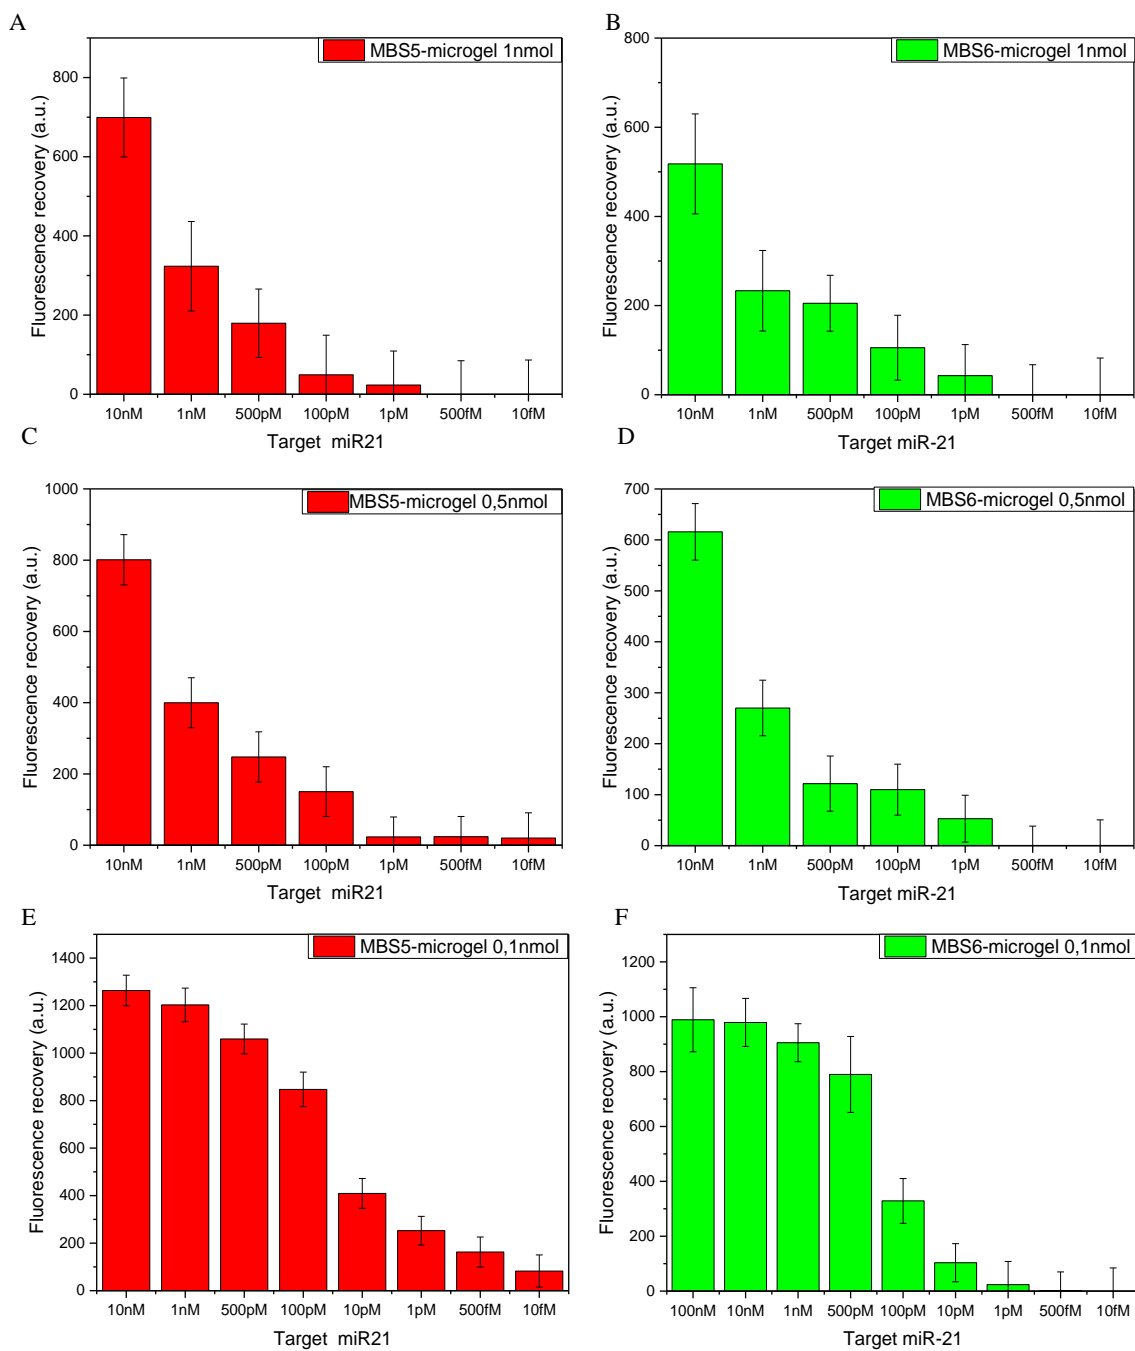 A
MBS5-microgel 1nmol
Fluorescence recovery (a.u.)
800
600
400
200
0
10nM 1nM 500pM 100pM 1pM 500fM 10fM
Target miR21
B
MBS6-microgel 1nmol
Fluorescence recovery (a.u.)
800
600
400
200
0
10nM 1nM 500pM 100pM 1pM 500fM 10fM
Target miR-21
C
MBS5-microgel 0,5nmol
Fluorescence recovery (a.u.)
1000
800
600
400
200
0
10nM 1nM 500pM 100pM 1pM 500fM 10fM
Target miR21
D
MBS6-microgel 0,5nmol
Fluorescence recovery (a.u.)
700
600
500
400
300
200
100
0
10nM 1nM 500pM 100pM 1pM 500fM 10fM
Target miR-21
E
MBS5-microgel 0,1nmol
Fluorescence recovery (a.u.)
1400
1200
1000
800
600
400
200
0
10nM 1nM 500pM 100pM 10pM 1pM 500fM 10fM
Target miR21
F
MBS6-microgel 0,1nmol
Fluorescence recovery (a.u.)
1200
1000
800
600
400
200
0
100nM 10nM 1nM 500pM 100pM 10pM 1pM 500fM 10fM
Target miR-21